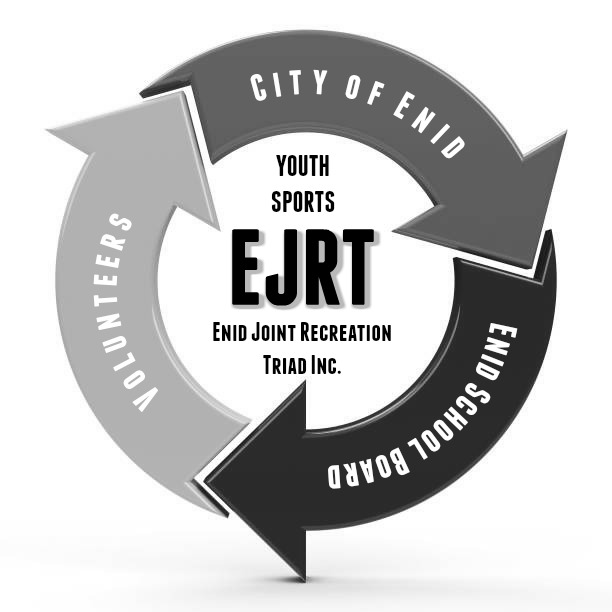 CITY OF ENID
YOUTH
SPORTS
EJRT
ENID JOINT RECREATION
TRIAD INC.
VOLUNTEERS
ENID SCHOOL BOARD